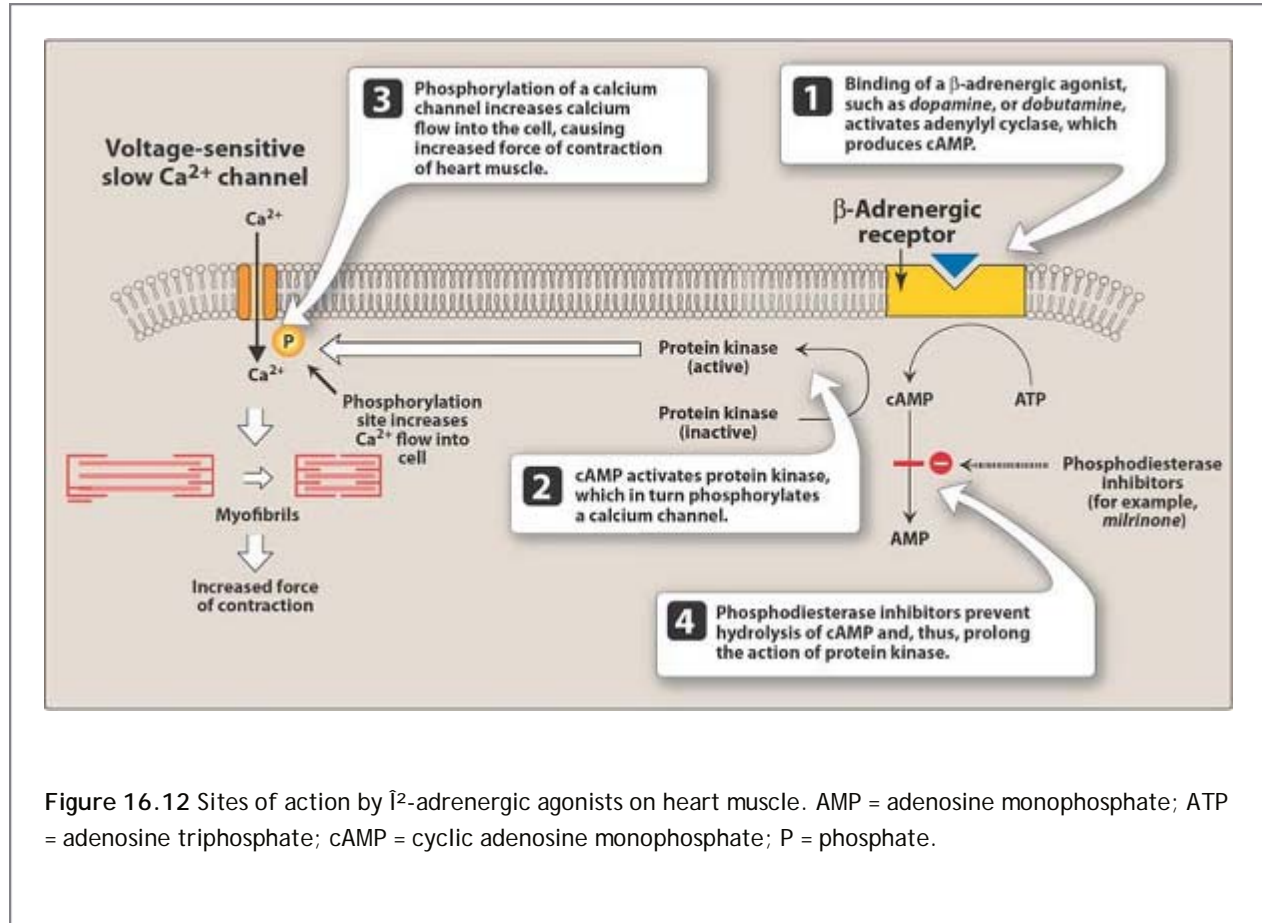 3 Phosphorylation of a calcium
channel increases calcium
flow into the cell, causing
increased force of contraction
of heart muscle.
1 Binding of a β-adrenergic agonist,
such as dopamine, or dobutamine,
activates adenylyl cyclase, which
produces cAMP.
Voltage-sensitive
slow Ca²⁺ channel
Ca²⁺
β-Adrenergic
receptor
P
Ca²⁺
Phosphorylation
site increases
Ca²⁺ flow into
cell
Protein kinase
(active)
Protein kinase
(inactive)
cAMP
ATP
2 cAMP activates protein kinase,
which in turn phosphorylates
a calcium channel.
Phosphodiesterase
inhibitors
(for example,
milrinone)
AMP
Myofibrils
Increased force
of contraction
4 Phosphodiesterase inhibitors prevent
hydrolysis of cAMP and, thus, prolong
the action of protein kinase.
Figure 16.12 Sites of action by Î²-adrenergic agonists on heart muscle. AMP = adenosine monophosphate; ATP
= adenosine triphosphate; cAMP = cyclic adenosine monophosphate; P = phosphate.